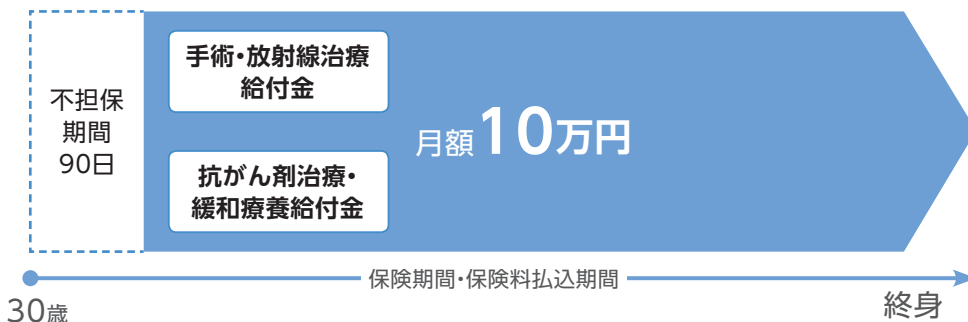 不担保
期間
90日
手術・放射線治療
給付金
抗がん剤治療・
緩和療養給付金
月額10万円
保険期間・保険料払込期間
30歳
終身